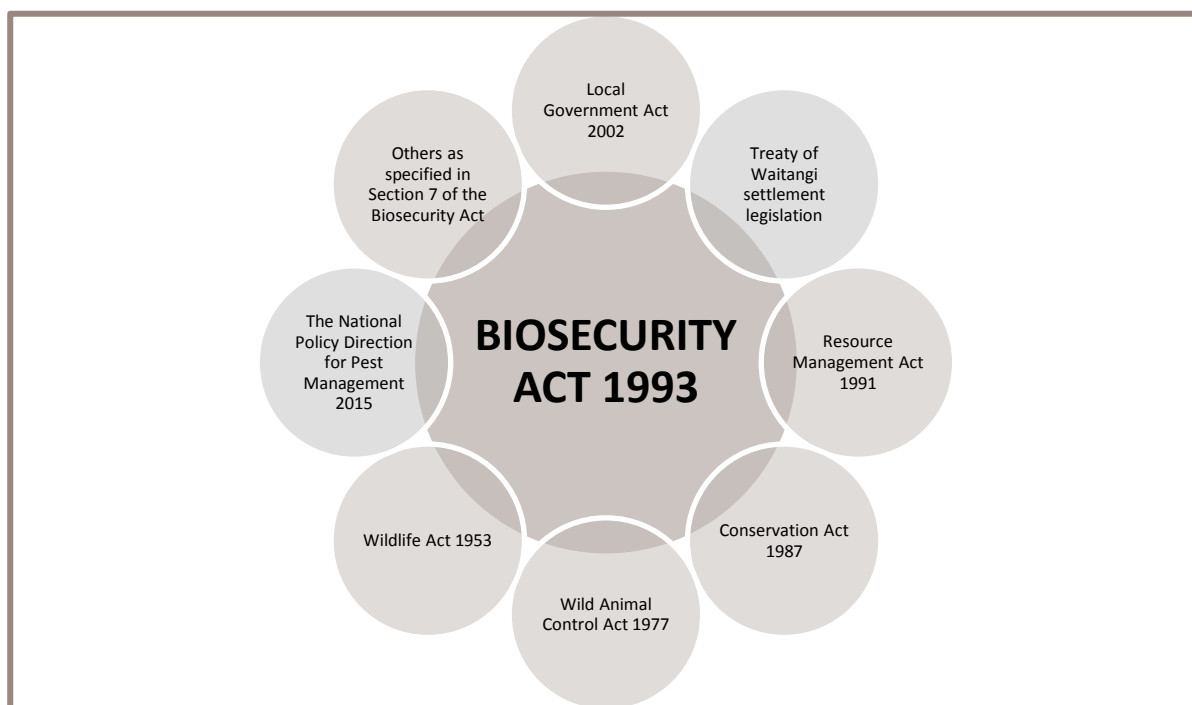 Local
Government Act
2002
Others as
specified in
Section 7 of the
Biosecurity Act
Treaty of
Waitangi
settlement
legislation
The National
Policy Direction
for Pest
Management
2015
BIOSECURITY
ACT 1993
Resource
Management Act
1991
Wildlife Act 1953
Conservation Act
1987
Wild Animal
Control Act 1977